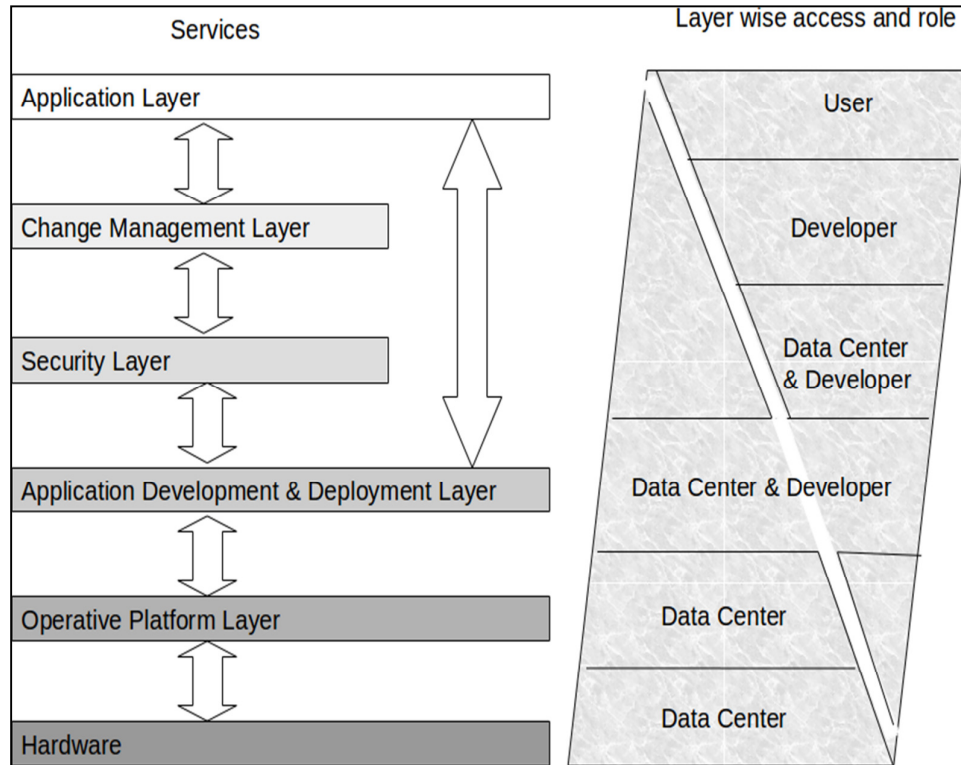 Services
Layer wise access and role
Application Layer
User
Change Management Layer
Developer
Security Layer
Data Center
& Developer
Application Development & Deployment Layer
Data Center & Developer
Operative Platform Layer
Data Center
Hardware
Data Center